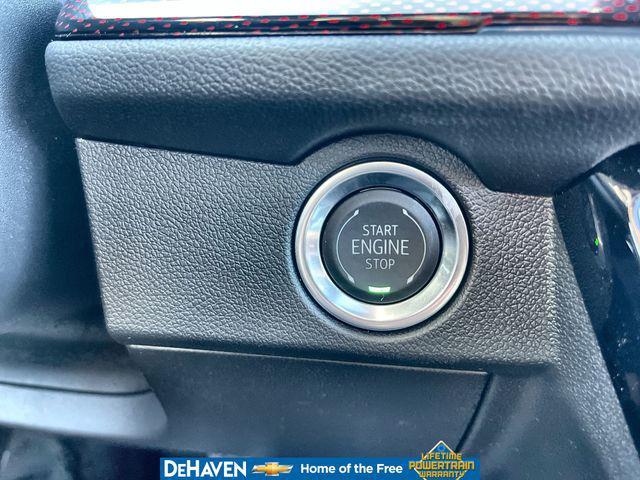 START
ENGINE
STOP
DeHAVEN Home of the Free LIFETIME
POWERTRAIN
WARRANTY